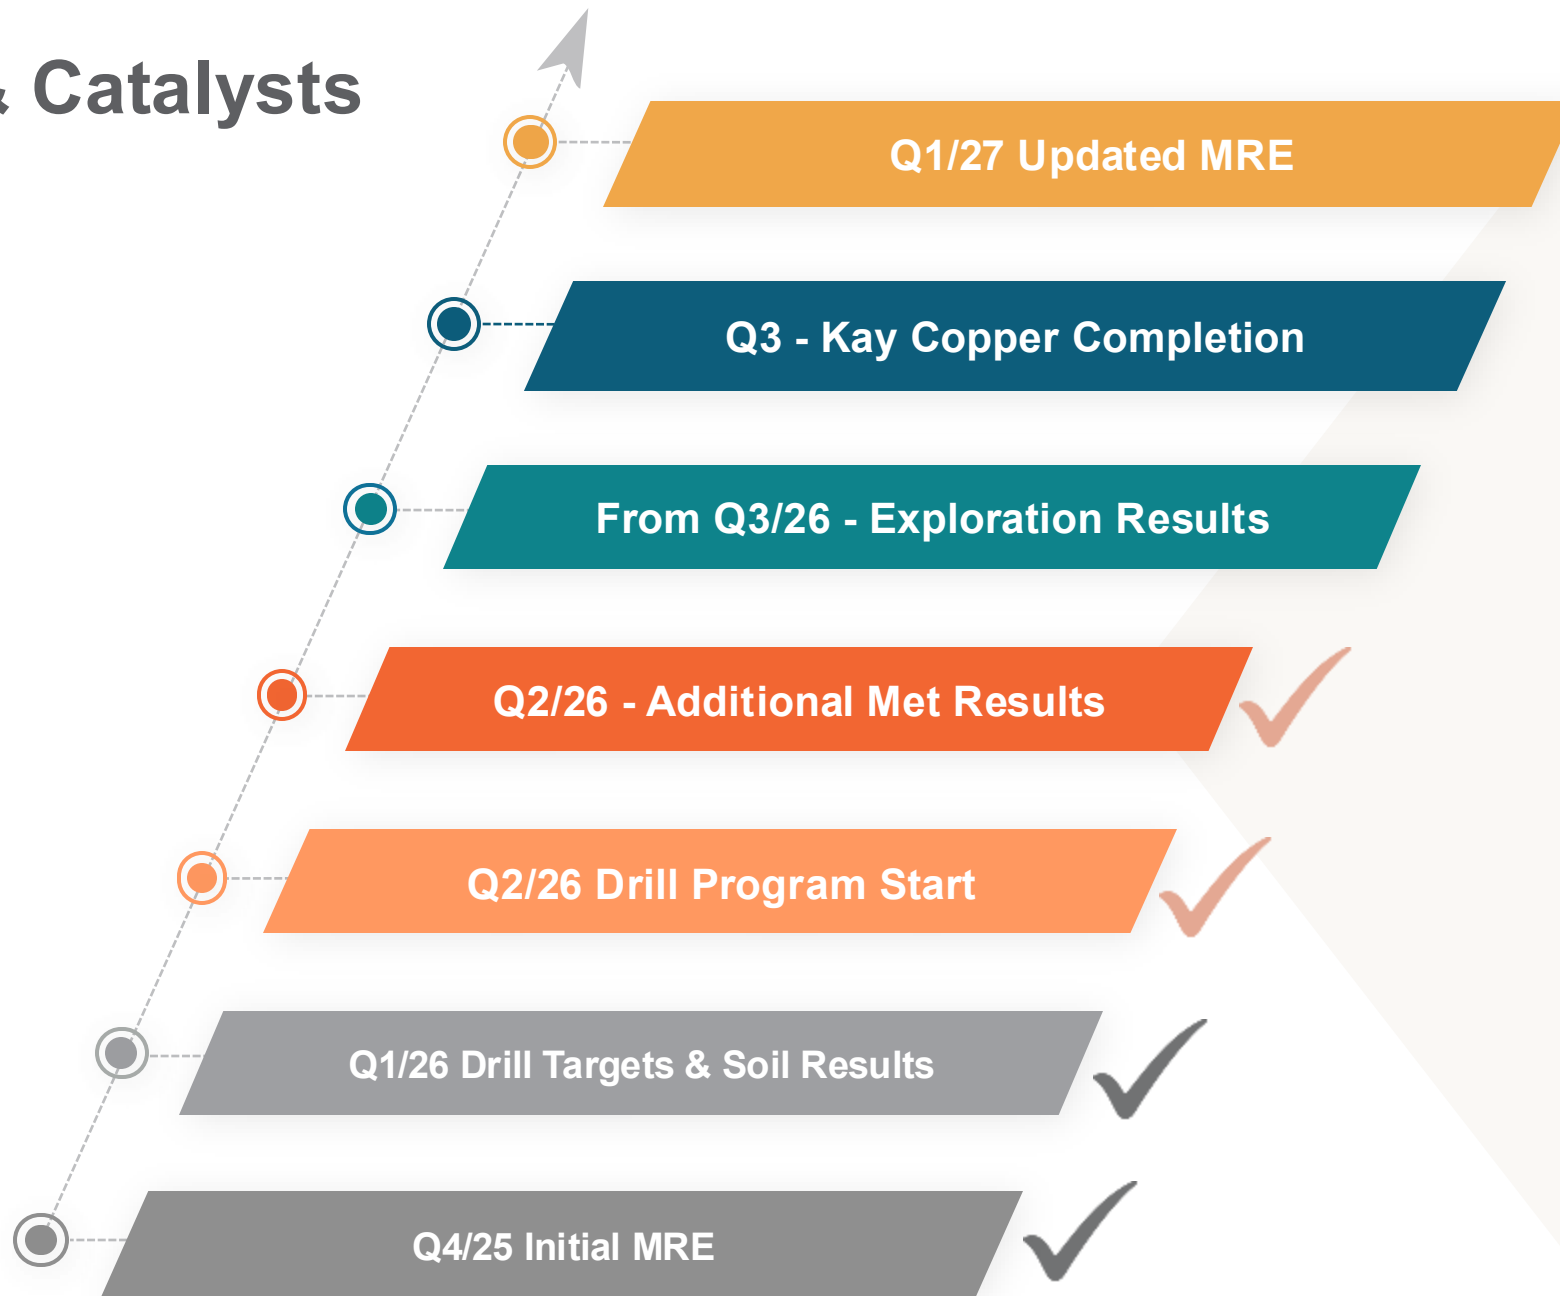 & Catalysts
Q1/27 Updated MRE
Q3 - Kay Copper Completion
From Q3/26 - Exploration Results
Q2/26 - Additional Met Results
Q2/26 Drill Program Start
Q1/26 Drill Targets & Soil Results
Q4/25 Initial MRE